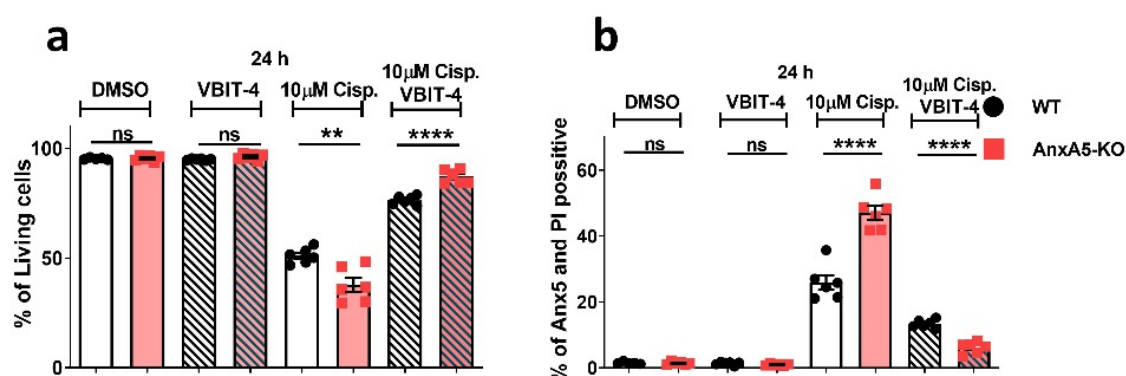 a
24 h
DMSO
VBIT-4
10μM Cisp.
10μM Cisp.
VBIT-4
ns
ns
**
****
% of Living cells
100
50
0
b
24 h
DMSO
VBIT-4
10μM Cisp.
10μM Cisp.
VBIT-4
ns
ns
****
****
% of Anx5 and PI possitive
60
40
20
0
WT
AnxA5-KO